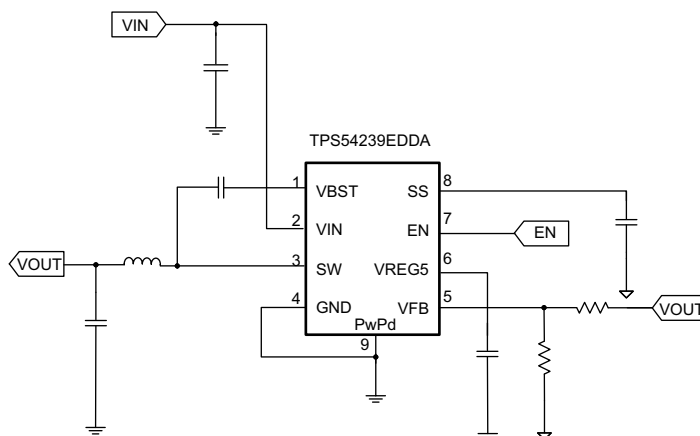 VIN
TPS54239EDDA
1 VBST SS 8
2 VIN EN 7 EN
VOUT 3 SW VREG5 6
4 GND VFB 5 VOUT
PwPd
9